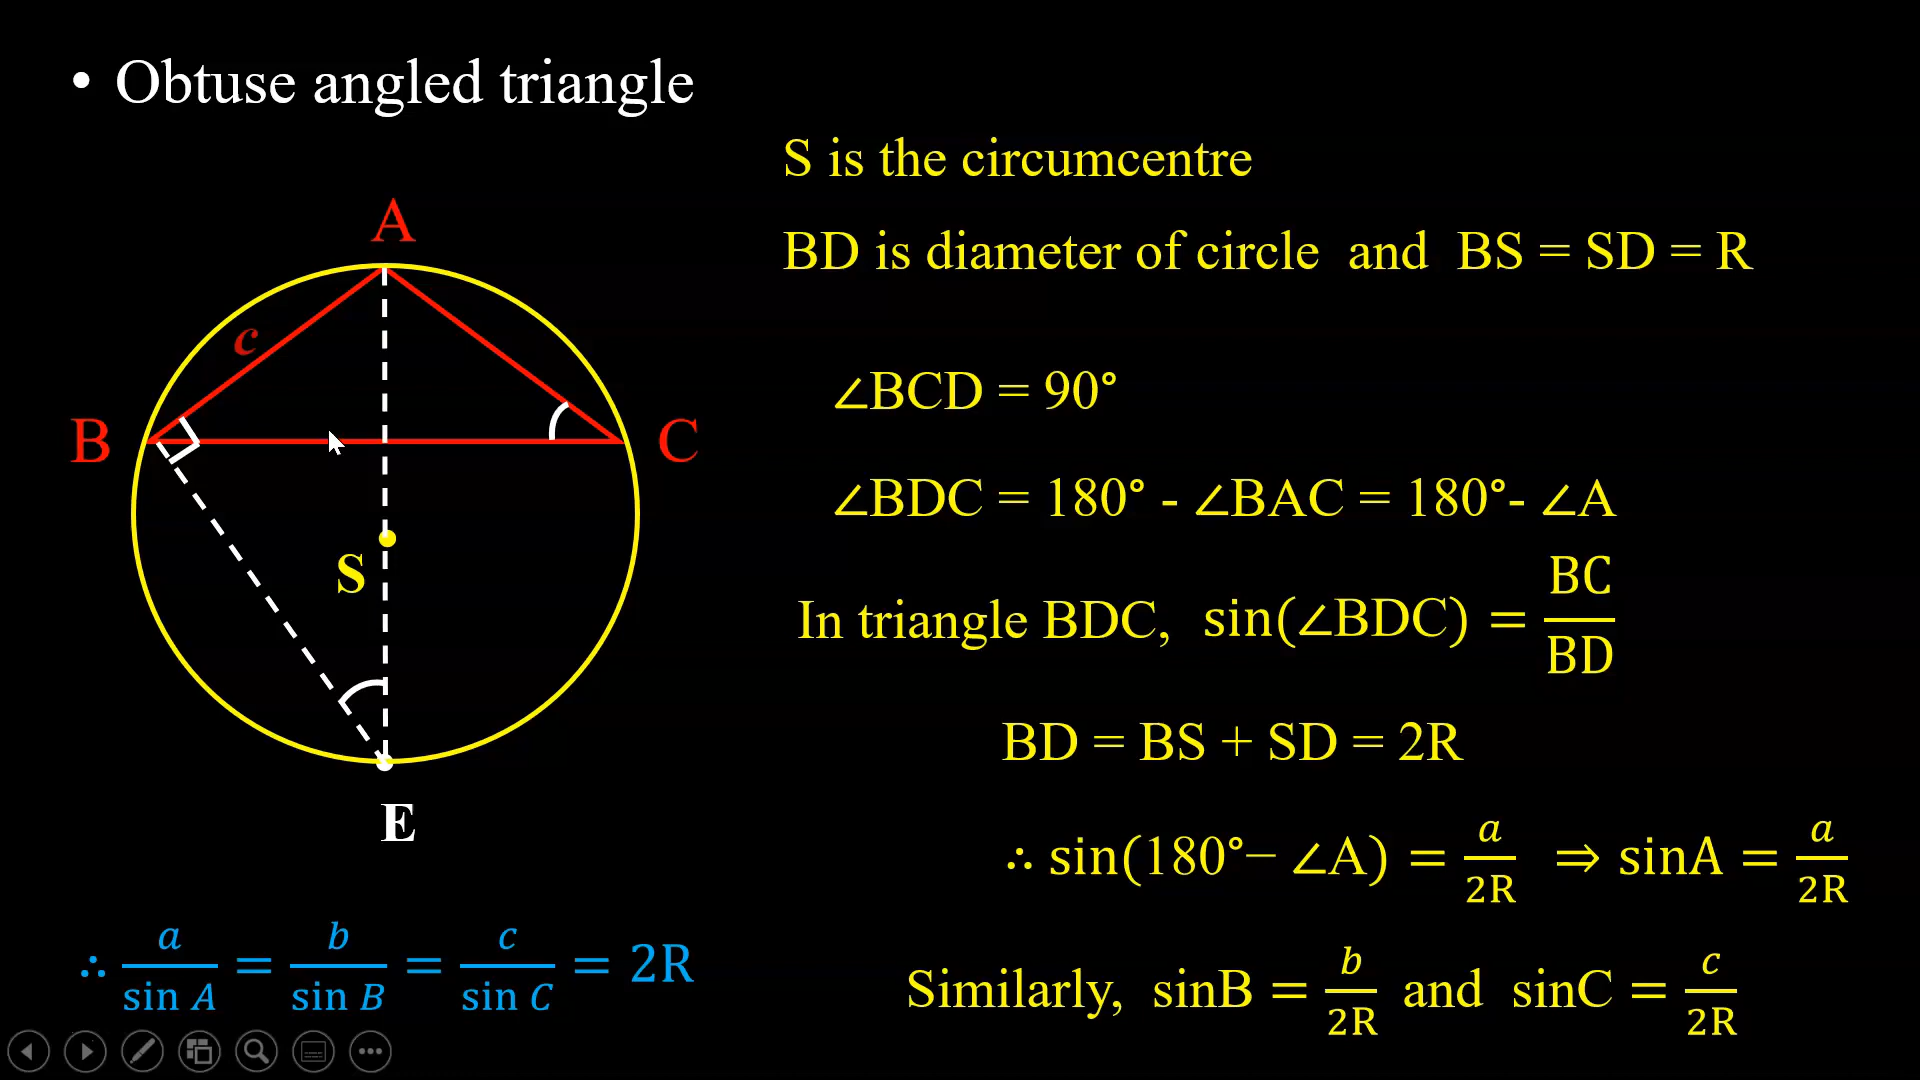 • Obtuse angled triangle
S is the circumcentre
BD is diameter of circle and BS = SD = R
A
c
B
C
S
E
∠BCD = 90°
∠BDC = 180° - ∠BAC = 180°- ∠A
In triangle BDC, sin(∠BDC) = BC/BD
BD = BS + SD = 2R
∴ sin(180°− ∠A) = a/2R ⇒ sinA = a/2R
Similarly, sinB = b/2R and sinC = c/2R
∴ a/sin A = b/sin B = c/sin C = 2R